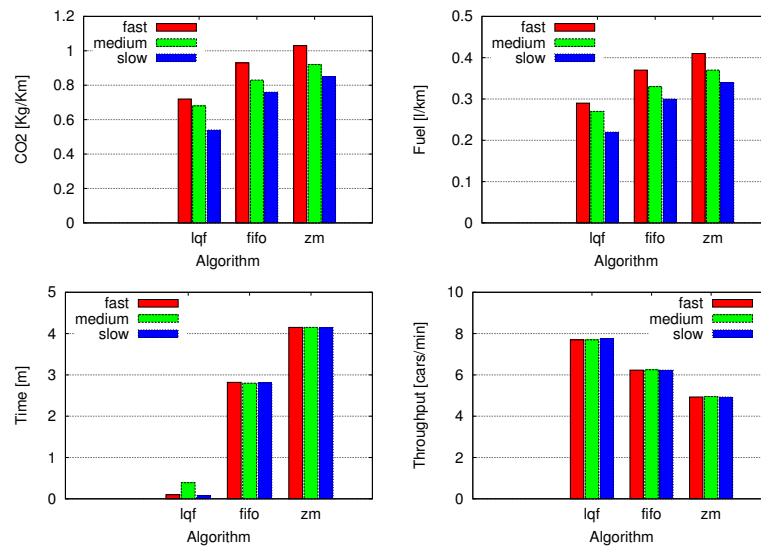 CO2 [Kg/Km]
1.2
1
0.8
0.6
0.4
0.2
0
fast
medium
slow
lqf
fifo
zm
Algorithm
Fuel [l/km]
0.5
0.4
0.3
0.2
0.1
0
fast
medium
slow
lqf
fifo
zm
Algorithm
Time [m]
5
4
3
2
1
0
fast
medium
slow
lqf
fifo
zm
Algorithm
Throughput [cars/min]
10
8
6
4
2
0
fast
medium
slow
lqf
fifo
zm
Algorithm